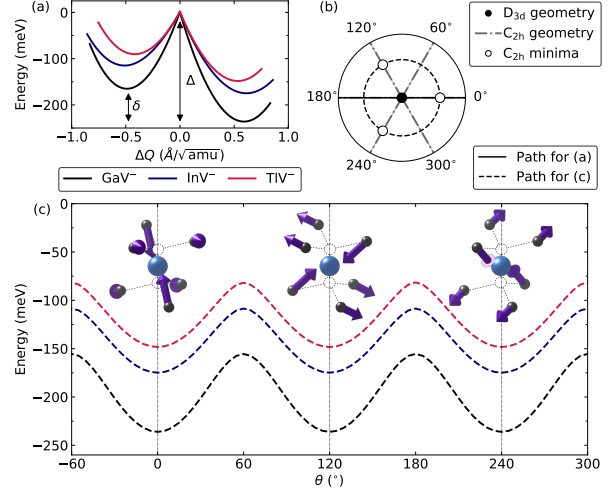 (a)
Energy (meV)
0
−50
−100
−150
−200
δ
Δ
−1.0 −0.5 0.0 0.5 1.0
ΔQ (Å/√amu)
(b)
120° 60°
180° 0°
240° 300°
D3d geometry
C2h geometry
C2h minima
Path for (a)
Path for (c)
GaV⁻ InV⁻ TlV⁻
(c)
Energy (meV)
0
−50
−100
−150
−200
−250
−60 0 60 120 180 240 300
θ (°)